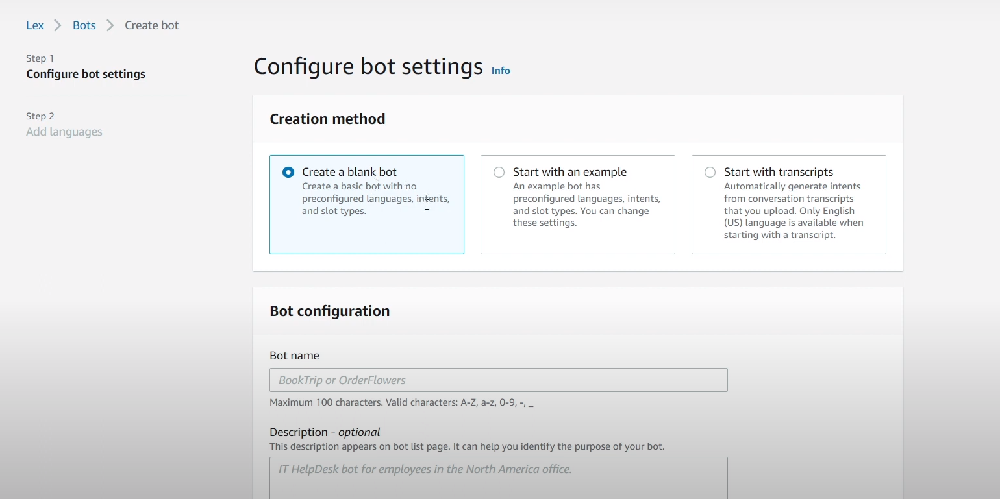 Lex > Bots > Create bot
Step 1
Configure bot settings
Step 2
Add languages
Configure bot settings Info
Creation method
Create a blank bot
Create a basic bot with no
preconfigured languages, intents,
and slot types.
Start with an example
An example bot has
preconfigured languages, intents,
and slot types. You can change
these settings.
Start with transcripts
Automatically generate intents
from conversation transcripts
that you upload. Only English
(US) language is available when
starting with a transcript.
Bot configuration
Bot name
BookTrip or OrderFlowers
Maximum 100 characters. Valid characters: A-Z, a-z, 0-9, -, _
Description - optional
This description appears on bot list page. It can help you identify the purpose of your bot.
IT HelpDesk bot for employees in the North America office.